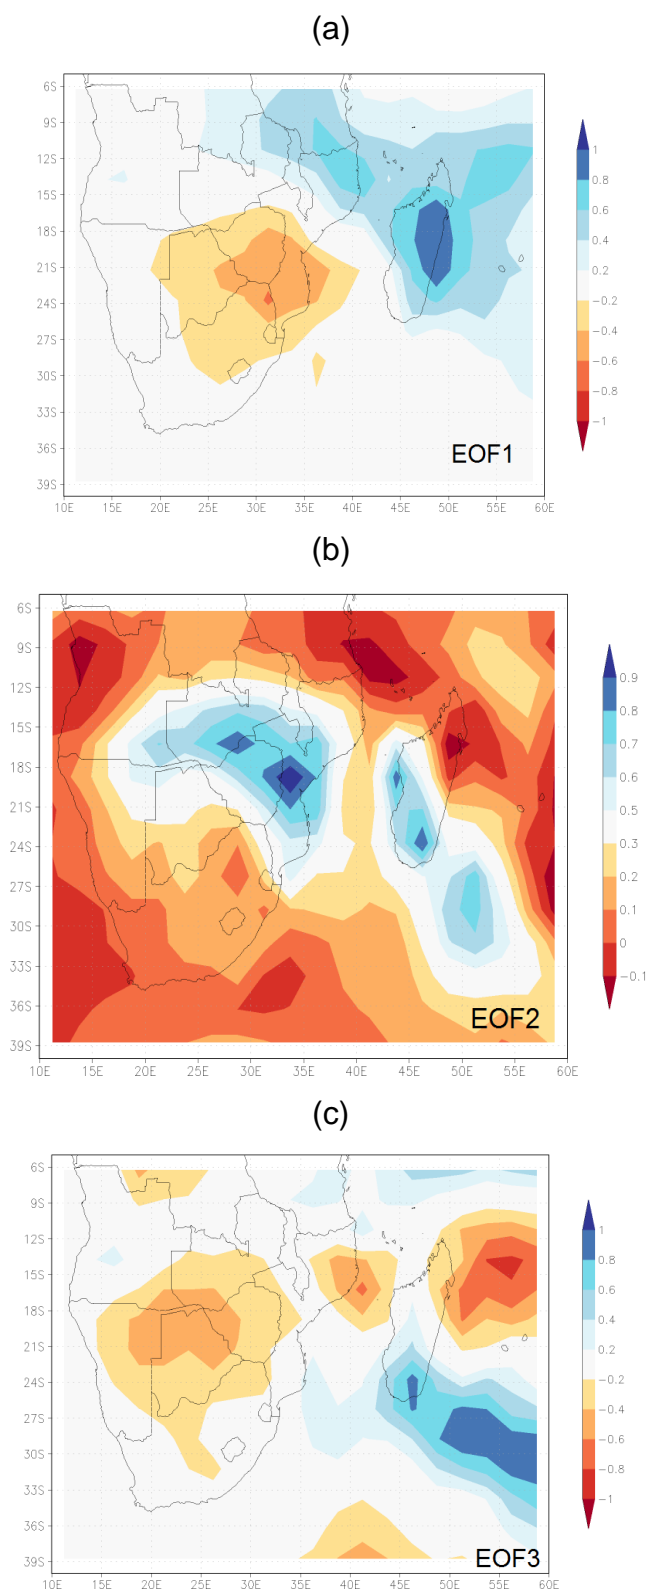 (a)
6S
9S
12S
15S
18S
21S
24S
27S
30S
33S
36S
39S
10E 15E 20E 25E 30E 35E 40E 45E 50E 55E 60E
EOF1
1
0.8
0.6
0.4
0.2
-0.2
-0.4
-0.6
-0.8
-1
(b)
6S
9S
12S
15S
18S
21S
24S
27S
30S
33S
36S
39S
10E 15E 20E 25E 30E 35E 40E 45E 50E 55E 60E
EOF2
0.9
0.8
0.7
0.6
0.5
0.4
0.3
0.2
0.1
0
-0.1
(c)
6S
9S
12S
15S
18S
21S
24S
27S
30S
33S
36S
39S
10E 15E 20E 25E 30E 35E 40E 45E 50E 55E 60E
EOF3
1
0.8
0.6
0.4
0.2
-0.2
-0.4
-0.6
-0.8
-1